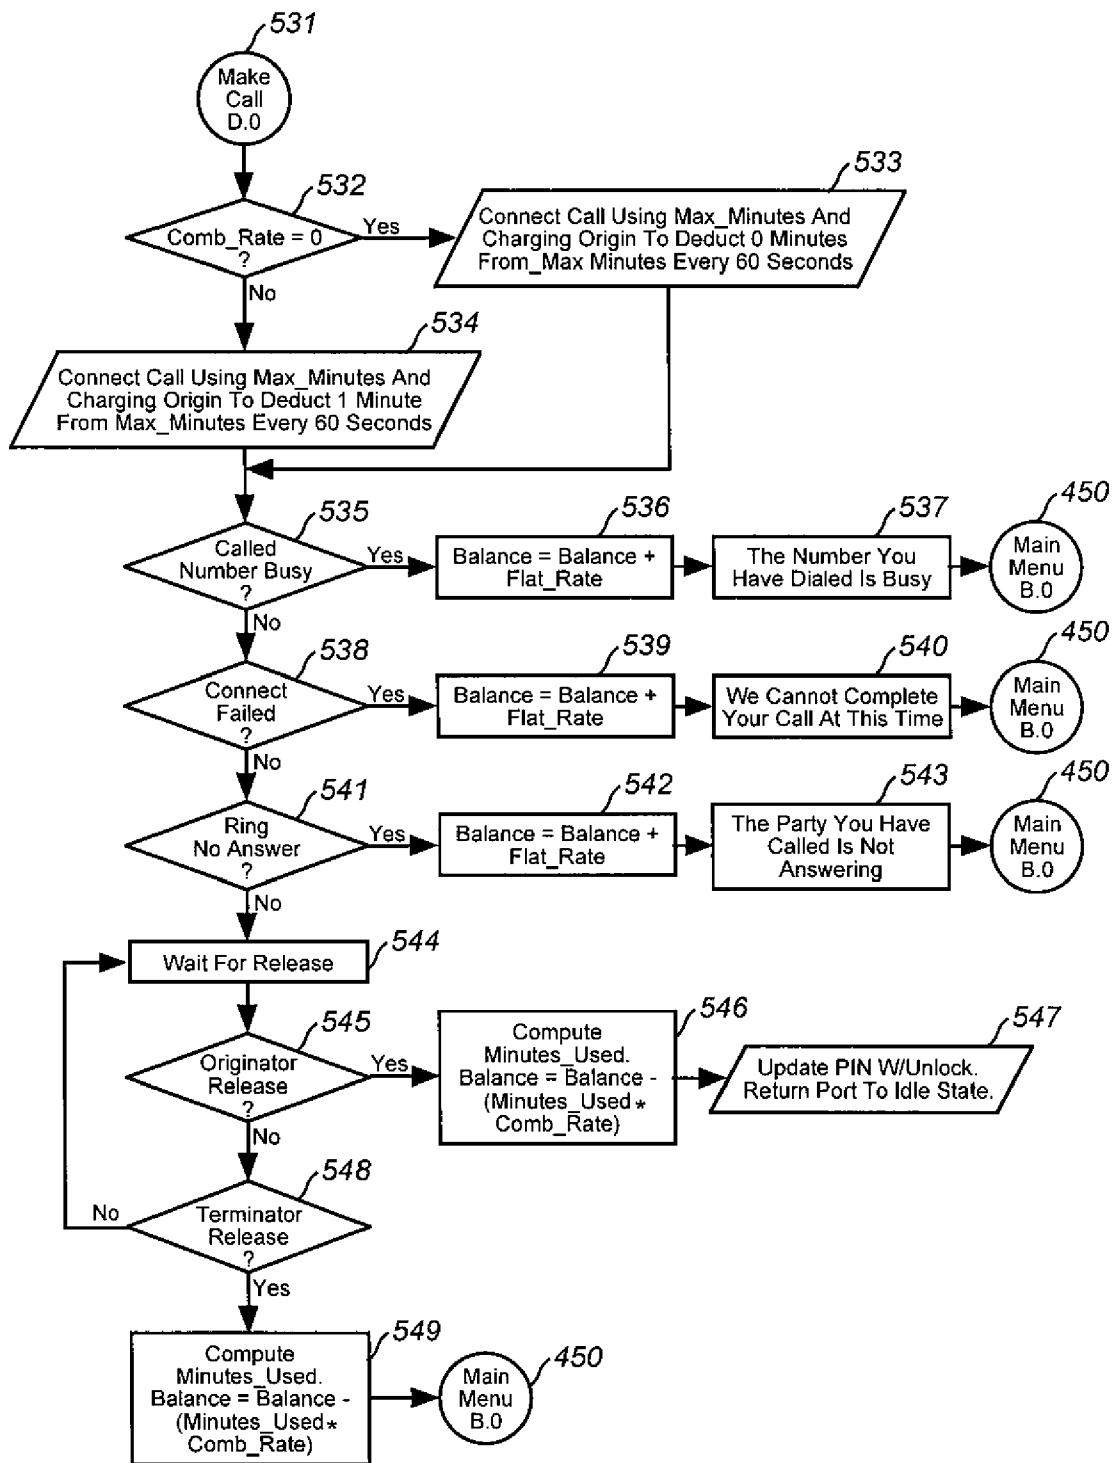 531
Make
Call
D.0
532
Comb_Rate = 0
?
Yes
No
533
Connect Call Using Max_Minutes And
Charging Origin To Deduct 0 Minutes
From_Max Minutes Every 60 Seconds
534
Connect Call Using Max_Minutes And
Charging Origin To Deduct 1 Minute
From Max_Minutes Every 60 Seconds
535
Called
Number Busy
?
Yes
No
536
Balance = Balance +
Flat_Rate
537
The Number You
Have Dialed Is Busy
450
Main
Menu
B.0
538
Connect
Failed
?
Yes
No
539
Balance = Balance +
Flat_Rate
540
We Cannot Complete
Your Call At This Time
450
Main
Menu
B.0
541
Ring
No Answer
?
Yes
No
542
Balance = Balance +
Flat_Rate
543
The Party You Have
Called Is Not
Answering
450
Main
Menu
B.0
544
Wait For Release
545
Originator
Release
?
Yes
No
546
Compute
Minutes_Used.
Balance = Balance -
(Minutes_Used*
Comb_Rate)
547
Update PIN W/Unlock.
Return Port To Idle State.
548
Terminator
Release
?
No
Yes
549
Compute
Minutes_Used.
Balance = Balance -
(Minutes_Used*
Comb_Rate)
450
Main
Menu
B.0